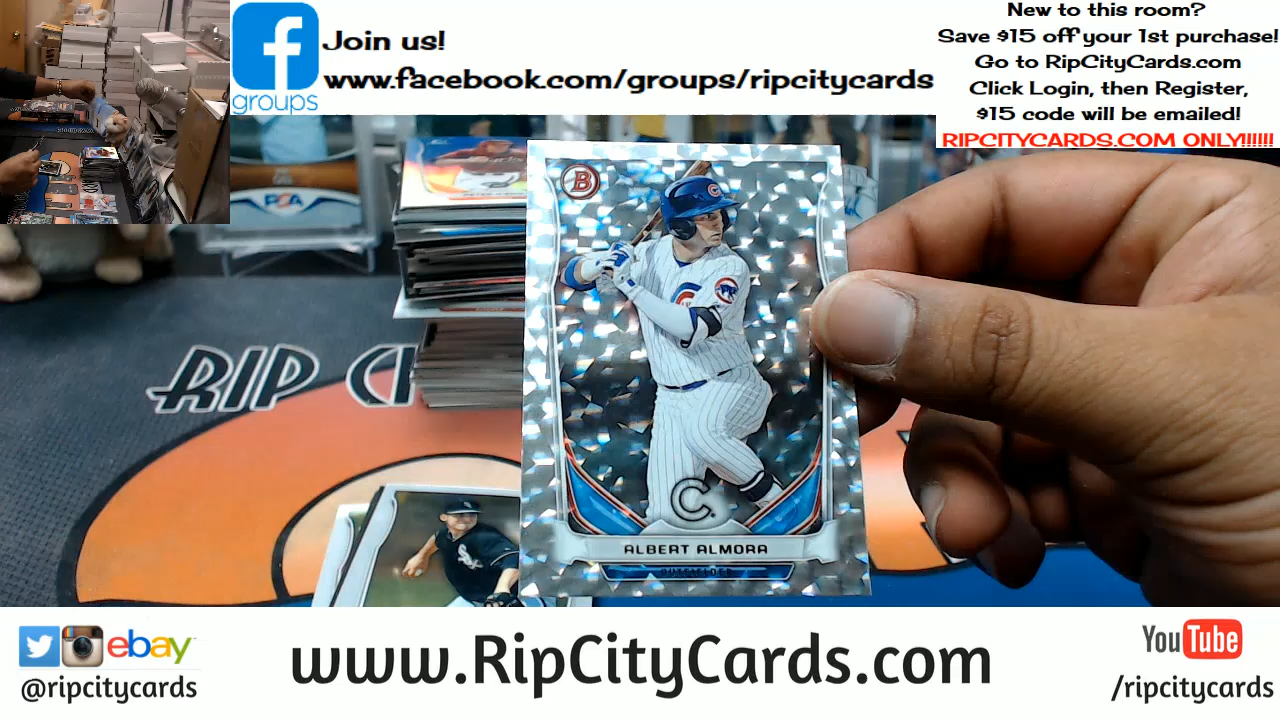 Join us!
www.facebook.com/groups/ripcitycards
groups
New to this room?
Save $15 off your 1st purchase!
Go to RipCityCards.com
Click Login, then Register,
$15 code will be emailed!
RIPCITYCARDS.COM ONLY!!!!!!
PSA
B
RIP CI
ALBERT ALMORA
OUTFIELDER
ebay
@ripcitycards
www.RipCityCards.com
YouTube
/ripcitycards